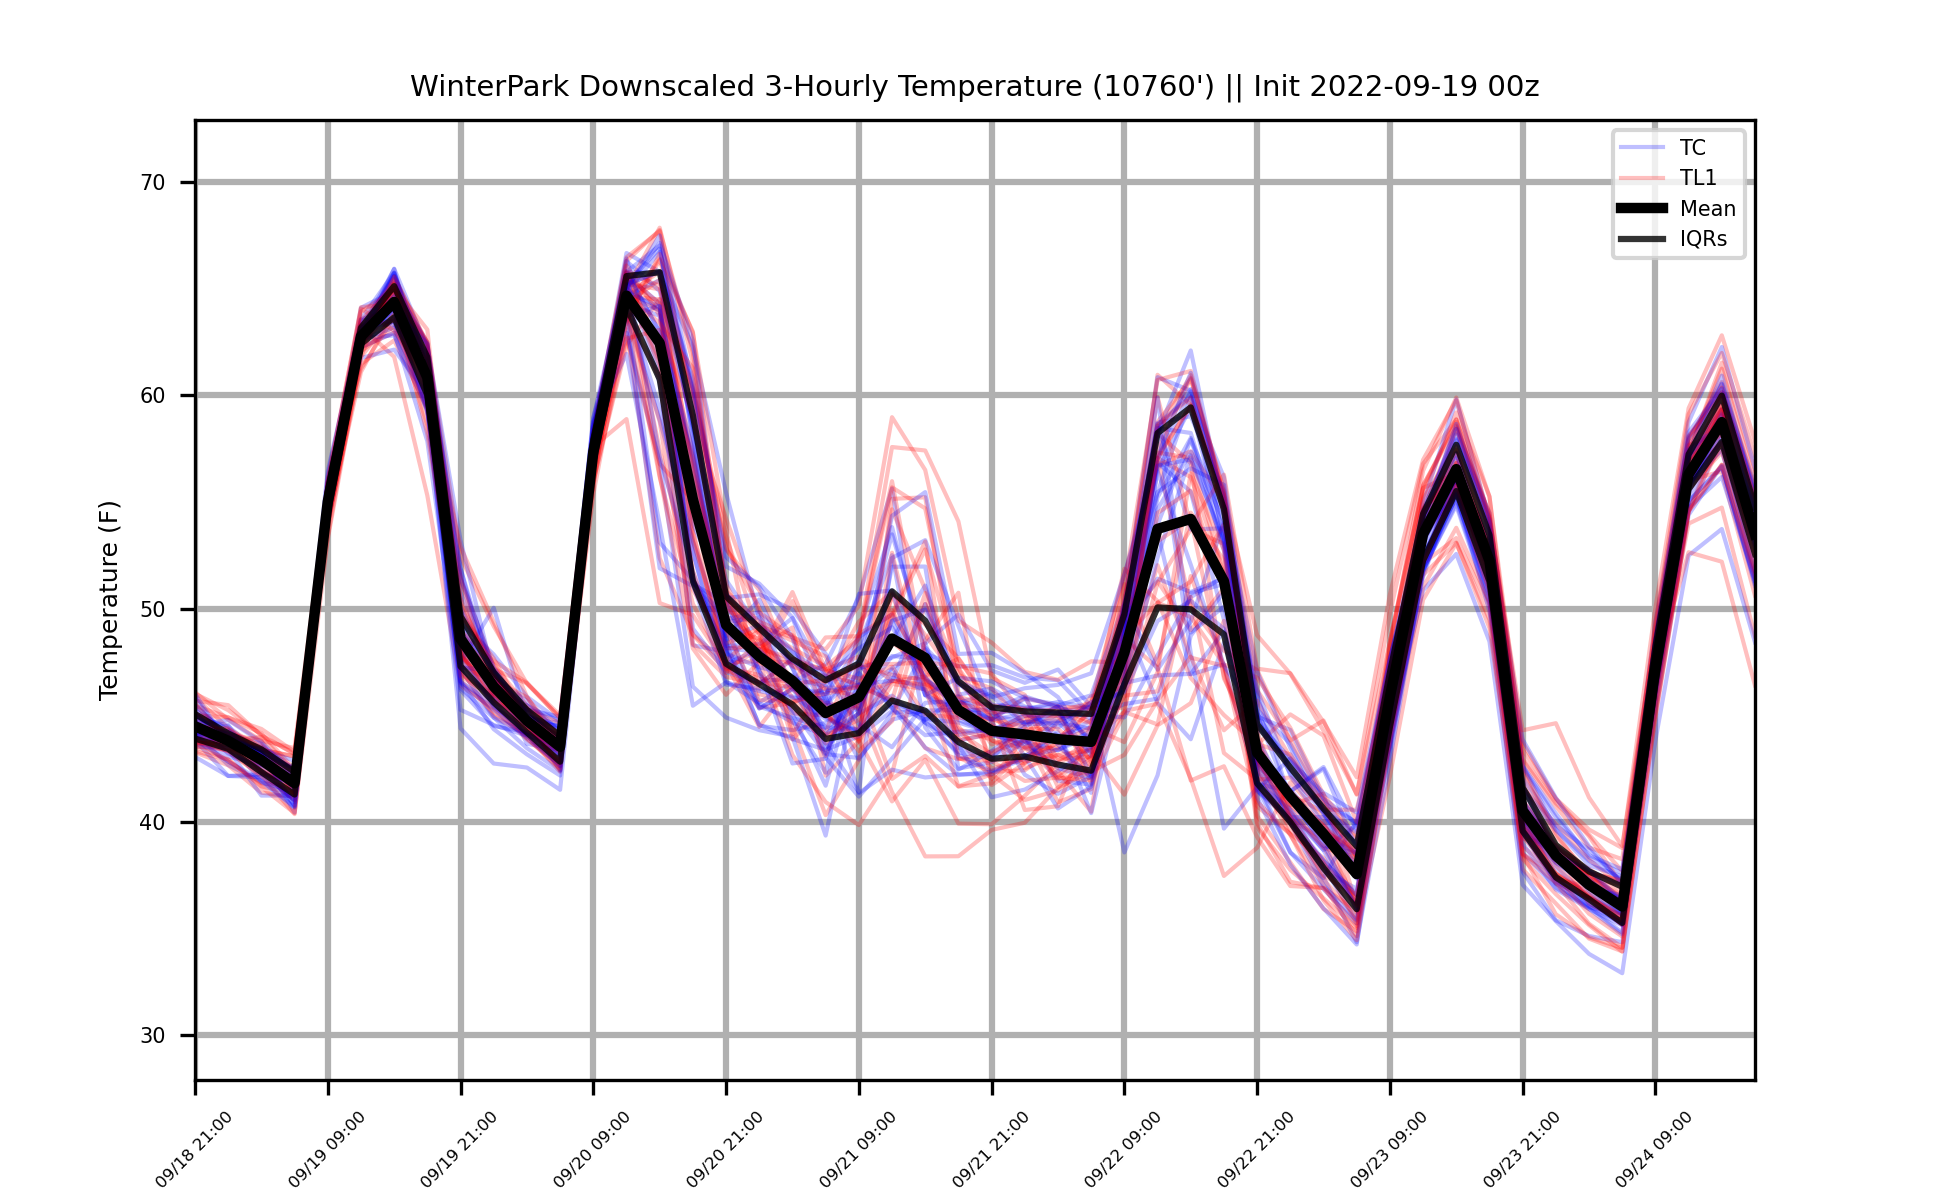 WinterPark Downscaled 3-Hourly Temperature (10760') || Init 2022-09-19 00z
TC
TL1
Mean
IQRs
Temperature (F)
70
60
50
40
30
09/18 21:00
09/19 09:00
09/19 21:00
09/20 09:00
09/20 21:00
09/21 09:00
09/21 21:00
09/22 09:00
09/22 21:00
09/23 09:00
09/23 21:00
09/24 09:00